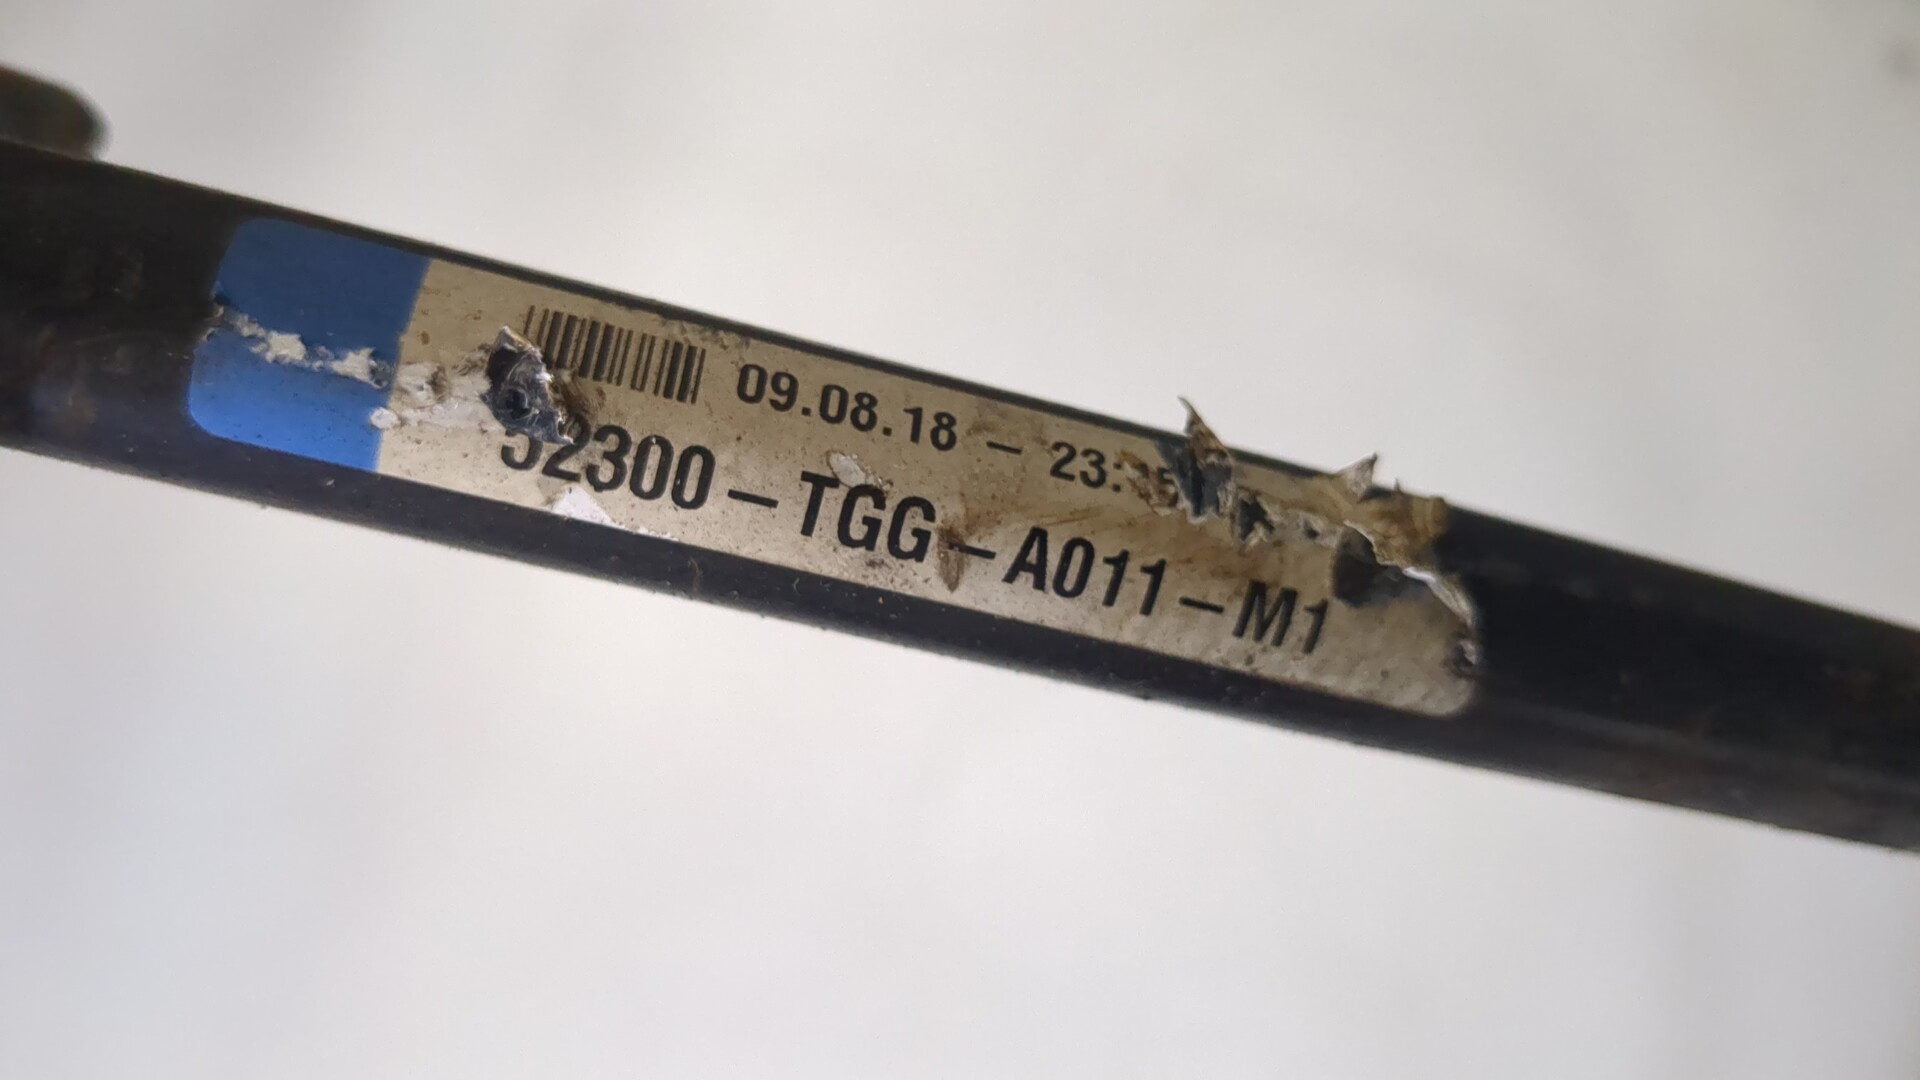 09.08.18 – 23:
52300 – TGG – A011 – M1